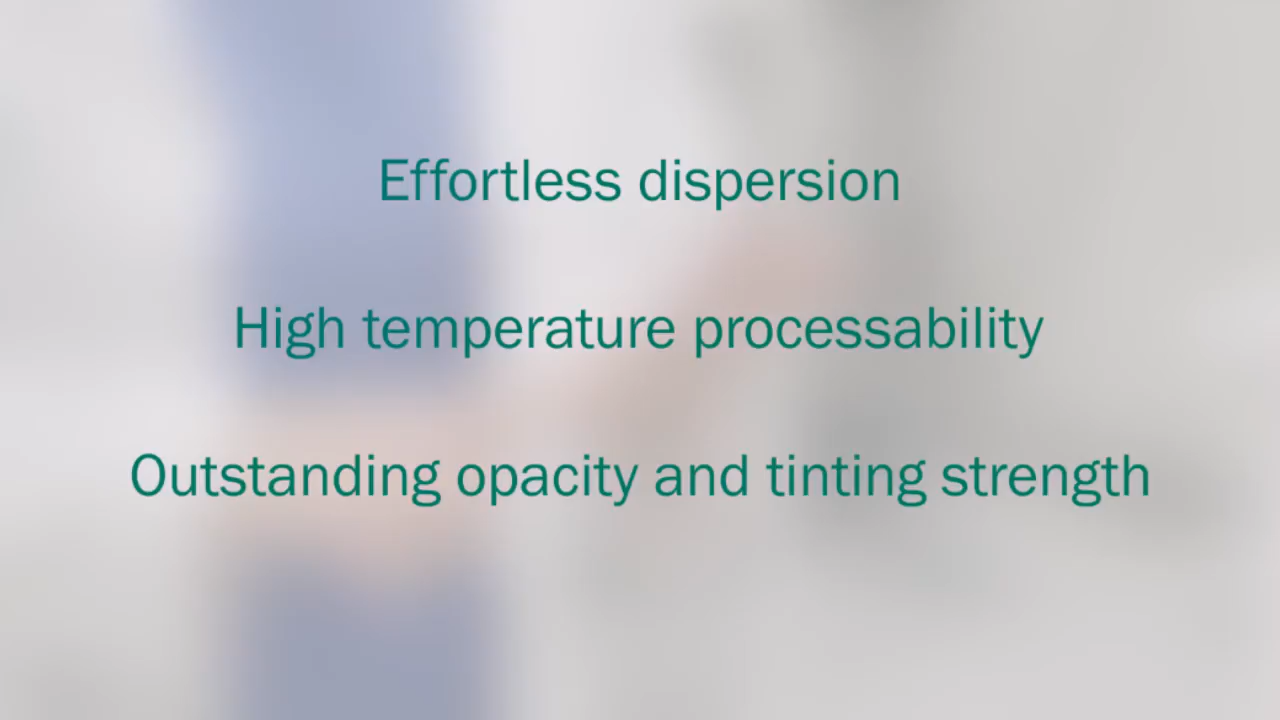 Effortless dispersion
High temperature processability
Outstanding opacity and tinting strength